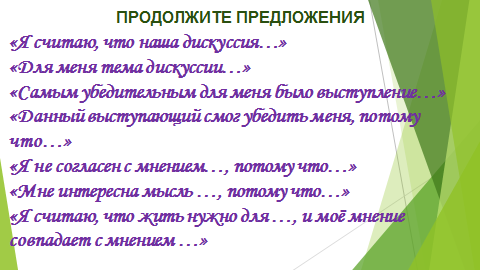 ПРОДОЛЖИТЕ ПРЕДЛОЖЕНИЯ
«Я считаю, что наша дискуссия…»
«Для меня тема дискуссии…»
«Самым убедительным для меня было выступление…»
«Данный выступающий смог убедить меня, потому
что…»
«Я не согласен с мнением…, потому что…»
«Мне интересна мысль …, потому что…»
«Я считаю, что жить нужно для …, и моё мнение
совпадает с мнением …»